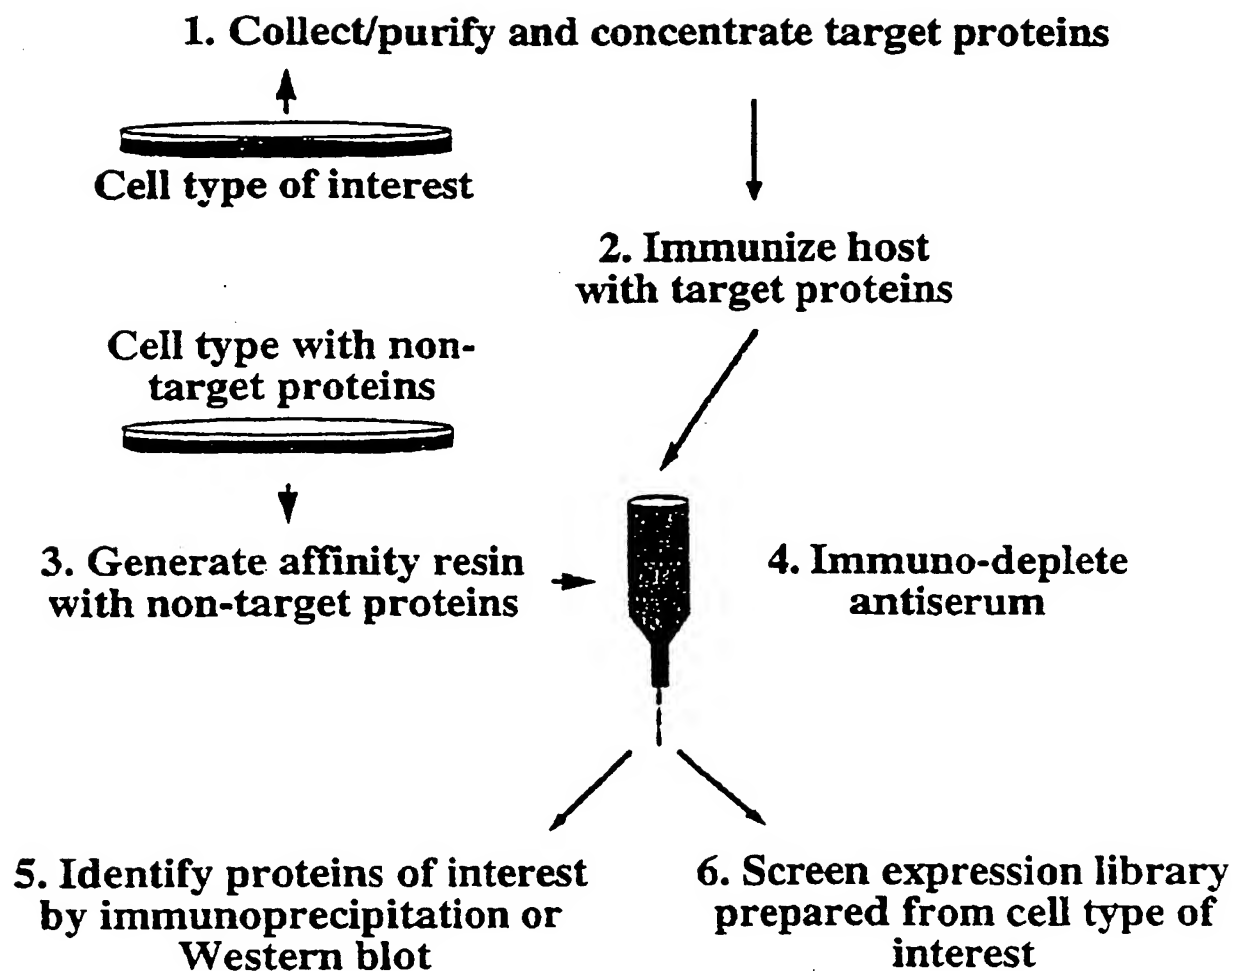 1. Collect/purify and concentrate target proteins
Cell type of interest
2. Immunize host
with target proteins
Cell type with non-
target proteins
3. Generate affinity resin
with non-target proteins
4. Immuno-deplete
antiserum
5. Identify proteins of interest
by immunoprecipitation or
Western blot
6. Screen expression library
prepared from cell type of
interest